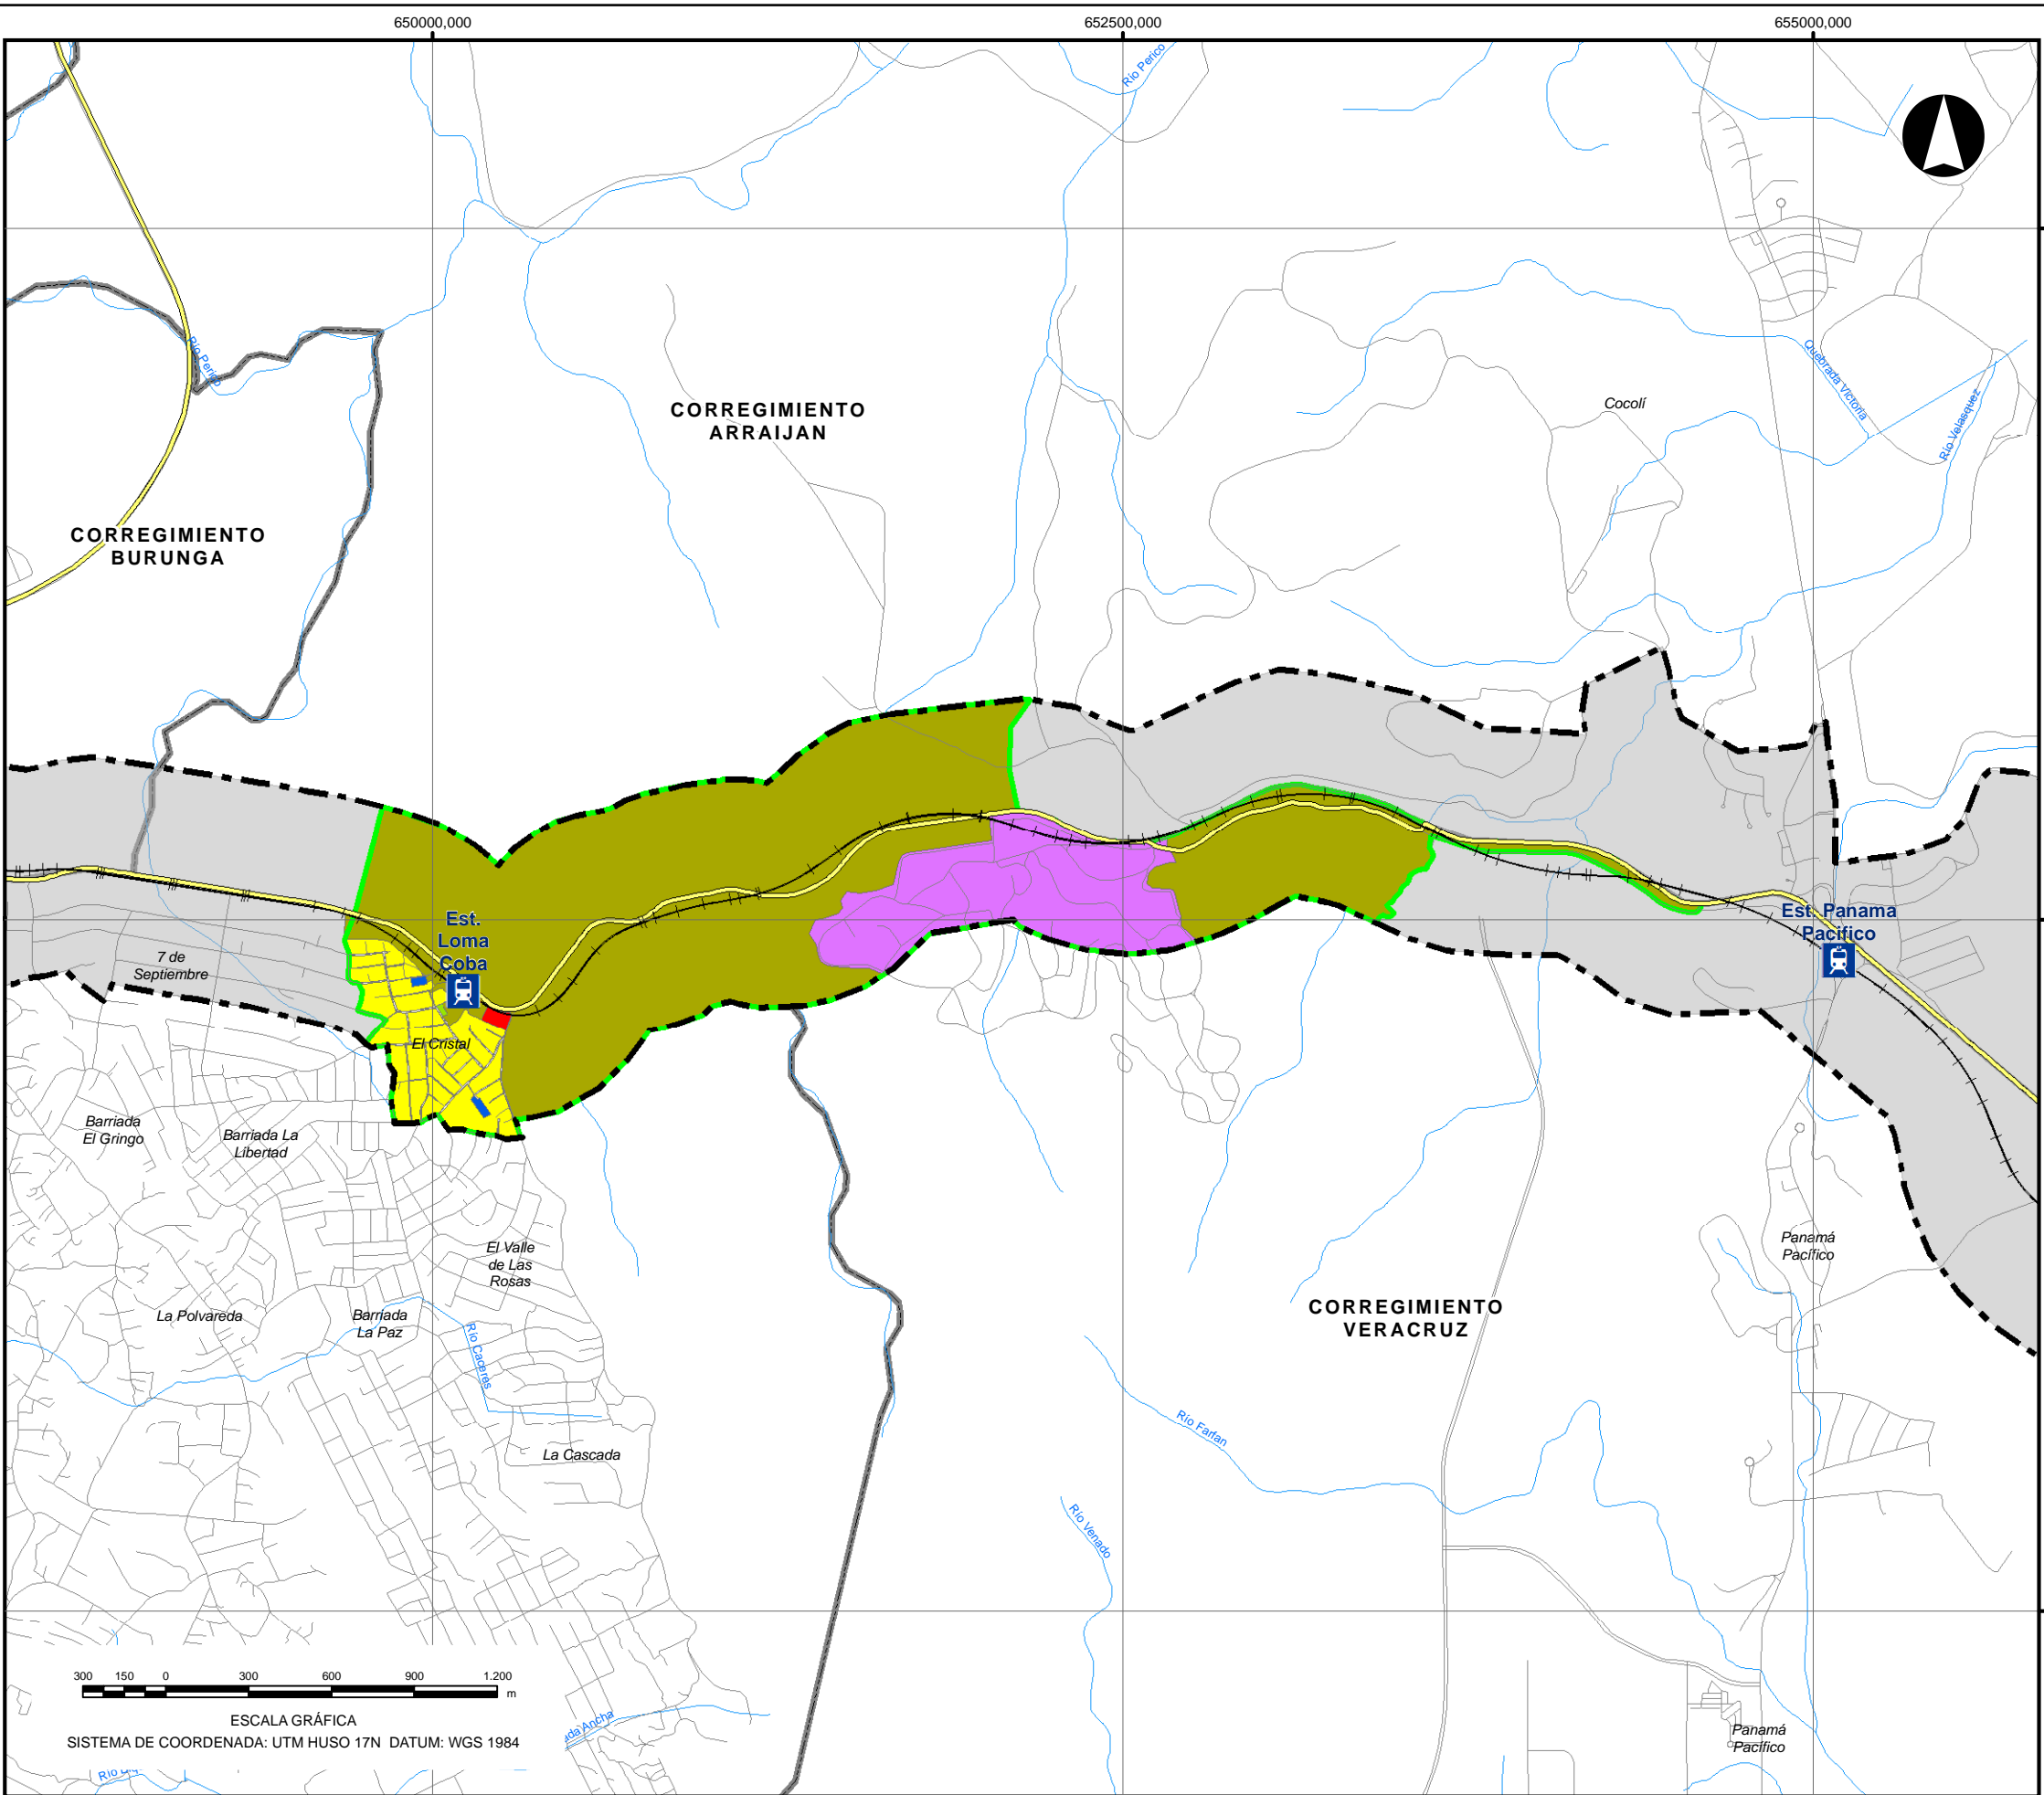 650000,000
652500,000
655000,000
Río Perico
Río Perico
Quebrada Victoria
Río Velasquez
Cocolí
CORREGIMIENTO
ARRAIJAN
CORREGIMIENTO
BURUNGA
Est.
Loma
Coba
Est. Panama
Pacifico
7 de
Septiembre
El Cristal
Barriada
El Gringo
Barriada La
Libertad
El Valle
de Las
Rosas
Panamá
Pacífico
La Polvareda
Barriada
La Paz
Río Caceres
CORREGIMIENTO
VERACRUZ
Río Farfan
La Cascada
Río Venado
300 150 0 300 600 900 1.200
m
ESCALA GRÁFICA
SISTEMA DE COORDENADA: UTM HUSO 17N DATUM: WGS 1984
Ancha
Río
Panamá
Pacífico